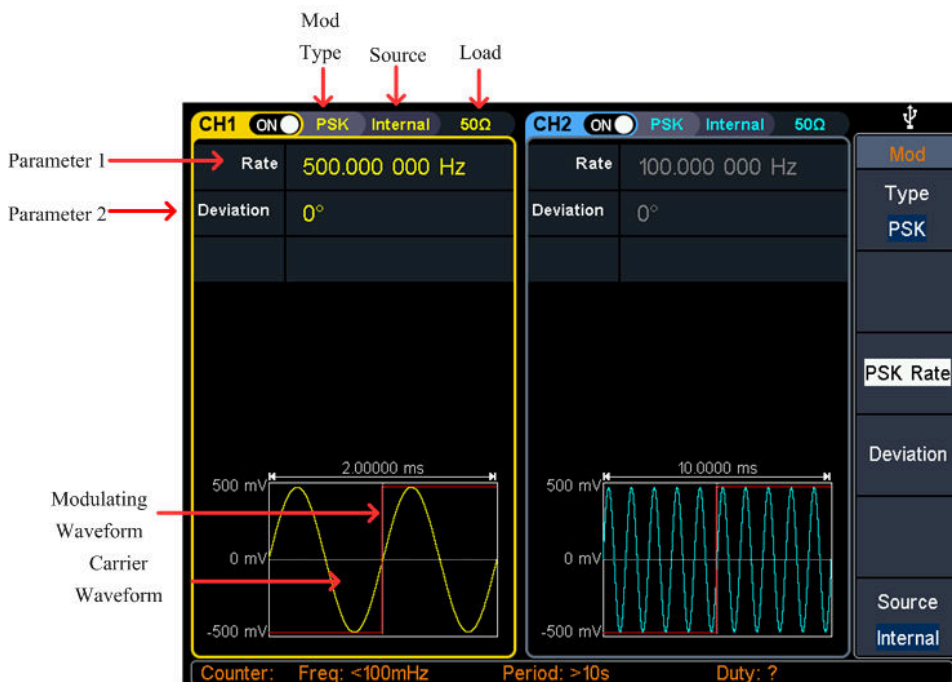 Mod
Type
Source
Load
CH1 ON PSK Internal 50Ω
CH2 ON PSK Internal 50Ω
Mod
Parameter 1
Rate 500.000 000 Hz
Rate 100.000 000 Hz
Type
PSK
Parameter 2
Deviation 0°
Deviation 0°
PSK Rate
Deviation
2.00000 ms
10.0000 ms
500 mV
500 mV
Modulating
Waveform
0 mV
0 mV
Carrier
Waveform
-500 mV
-500 mV
Source
Internal
Counter: Freq: <100mHz Period: >10s Duty: ?